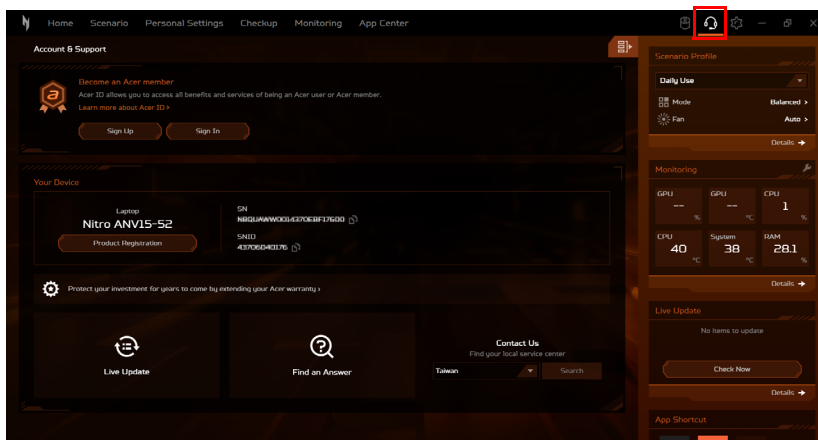 Home Scenario Personal Settings Checkup Monitoring App Center
Account & Support
Become an Acer member
Acer ID allows you to access all benefits and services of being an Acer user or Acer member.
Learn more about Acer ID >
Sign Up Sign In
Your Device
Laptop
Nitro ANV15-52
Product Registration
SN
SNID
43706040176
Protect your investment for years to come by extending your Acer warranty >
Live Update
Find an Answer
Contact Us
Find your local service center
Taiwan Search
Scenario Profile
Daily Use
Mode Balanced >
Fan Auto >
Details →
Monitoring
GPU -- %
GPU -- °C
CPU 1 %
CPU 40 °C
System 38 °C
RAM 28.1 %
Details →
Live Update
No items to update
Check Now
Details →
App Shortcut